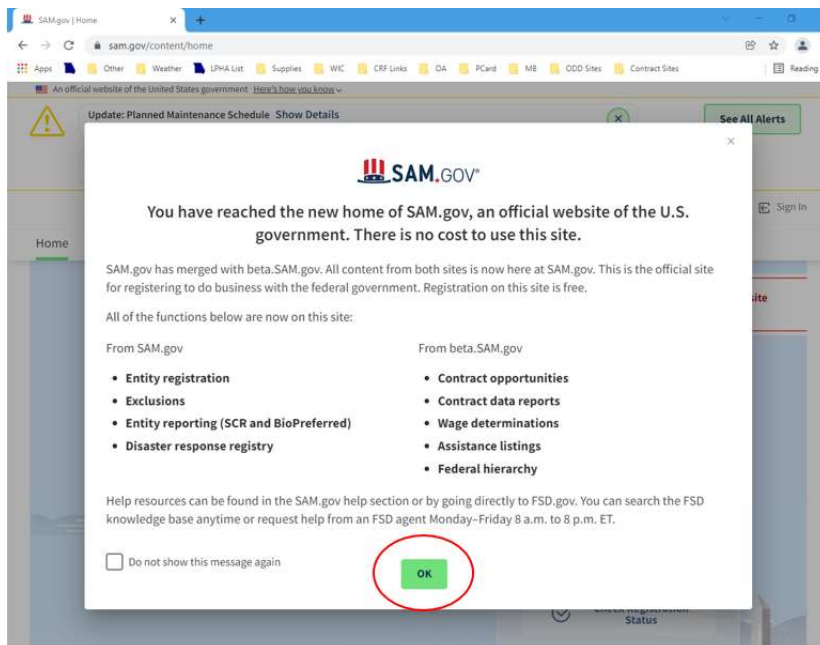 SAM.gov | Home
sam.gov/content/home
Apps Other Weather LPHA List Supplies WIC CRF Links OA PCard MB ODD Sites Contract Sites Reading
An official website of the United States government Here's how you know
Update: Planned Maintenance Schedule Show Details
See All Alerts
SAM.GOV®
You have reached the new home of SAM.gov, an official website of the U.S.
government. There is no cost to use this site.
Sign In
Home
SAM.gov has merged with beta.SAM.gov. All content from both sites is now here at SAM.gov. This is the official site
for registering to do business with the federal government. Registration on this site is free.
ite
All of the functions below are now on this site:
From SAM.gov
• Entity registration
• Exclusions
• Entity reporting (SCR and BioPreferred)
• Disaster response registry
From beta.SAM.gov
• Contract opportunities
• Contract data reports
• Wage determinations
• Assistance listings
• Federal hierarchy
Help resources can be found in the SAM.gov help section or by going directly to FSD.gov. You can search the FSD
knowledge base anytime or request help from an FSD agent Monday–Friday 8 a.m. to 8 p.m. ET.
Do not show this message again
OK
Check Registration
Status